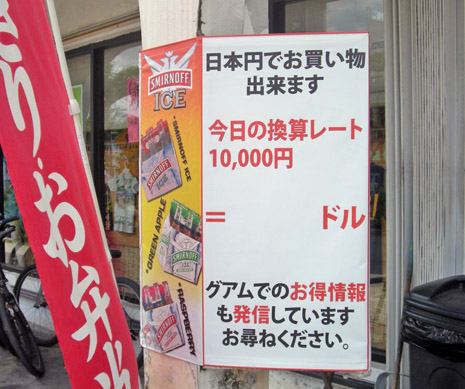 り・お弁当
SMIRNOFF
ICE
• SMIRNOFF ICE
• GREEN APPLE
• RASPBERRY
SMIRNOFF
日本円でお買い物
出来ます
今日の換算レート
10,000円
= ドル
グアムでのお得情報
も発信しています
お尋ねください。